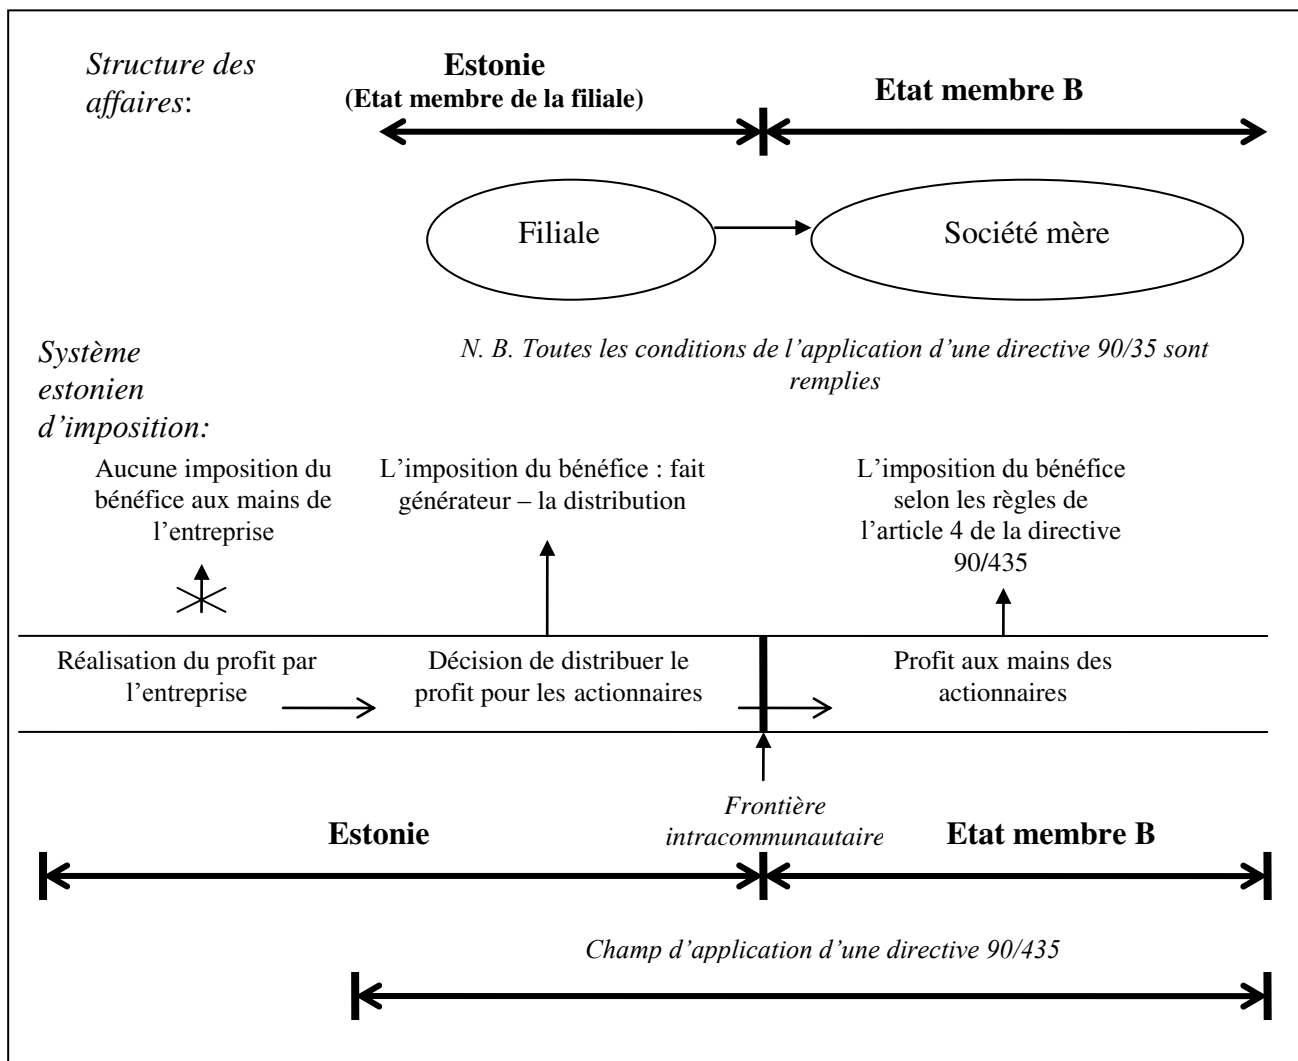 Structure des
affaires:
Estonie
(Etat membre de la filiale)
Etat membre B
Filiale
Société mère
Système
estonien
d’imposition:
N. B. Toutes les conditions de l’application d’une directive 90/35 sont
remplies
Aucune imposition du
bénéfice aux mains de
l’entreprise
L’imposition du bénéfice : fait
générateur – la distribution
L’imposition du bénéfice
selon les règles de
l’article 4 de la directive
90/435
Réalisation du profit par
l’entreprise
Décision de distribuer le
profit pour les actionnaires
Profit aux mains des
actionnaires
Frontière
intracommunautaire
Estonie
Etat membre B
Champ d’application d’une directive 90/435